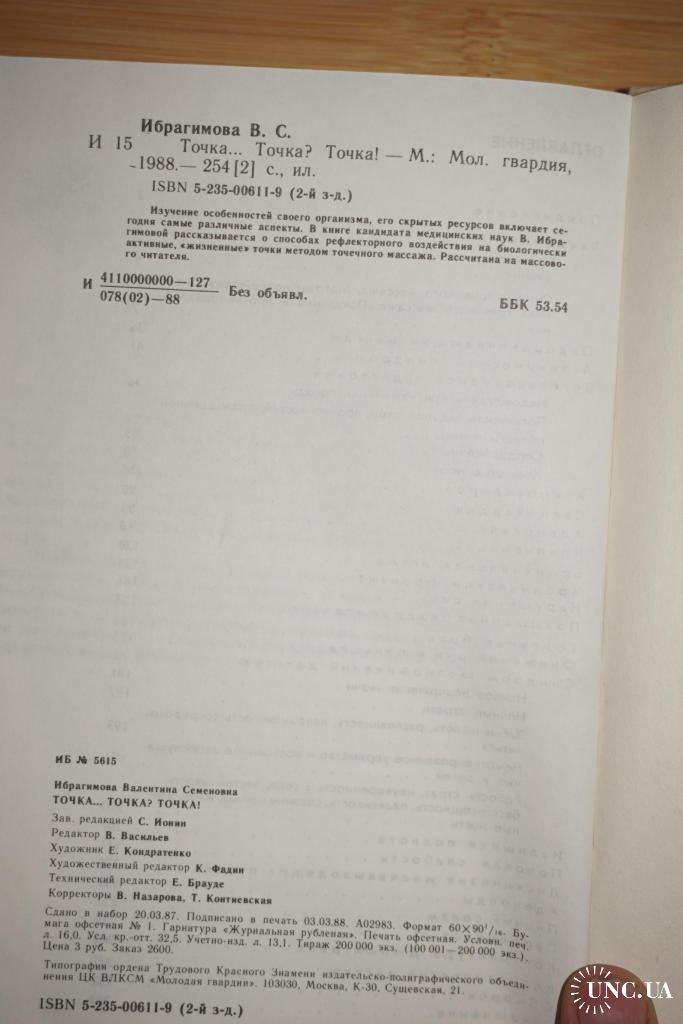 Ибрагимова В. С.
И 15 Точка... Точка? Точка! — М.: Мол. гвардия,
1988.— 254 [2] с., ил.
ISBN 5-235-00611-9 (2-й з-д.)
Изучение особенностей своего организма, его скрытых ресурсов включает се-
годня самые различные аспекты. В книге кандидата медицинских наук В. Ибра-
гимовой рассказывается о способах рефлекторного воздействия на биологически
активные, «жизненные» точки методом точечного массажа. Рассчитана на массово-
го читателя.
И 4110000000—127
078(02)—88 Без объявл.
ББК 53.54
ИБ № 5615
Ибрагимова Валентина Семеновна
ТОЧКА... ТОЧКА? ТОЧКА!
Зав. редакцией С. Ионин
Редактор В. Васильев
Художник Е. Кондратенко
Художественный редактор К. Фадин
Технический редактор Е. Брауде
Корректоры В. Назарова, Т. Контиевская
Сдано в набор 20.03.87. Подписано в печать 03.03.88. А02983. Формат 60×90 1/16. Бу-
мага офсетная № 1. Гарнитура «Журнальная рубленая». Печать офсетная. Условн. печ.
л. 16,0. Усл. кр.-отт. 32,5. Учетно-изд. л. 13,1. Тираж 200 000 экз. (100 001—200 000 экз.).
Цена 3 руб. Заказ 2600.
Типография ордена Трудового Красного Знамени издательско-полиграфического объеди-
нения ЦК ВЛКСМ «Молодая гвардия». 103030, Москва, К-30, Сущевская, 21.
ISBN 5-235-00611-9 (2-й з-д.)
UNC.UA